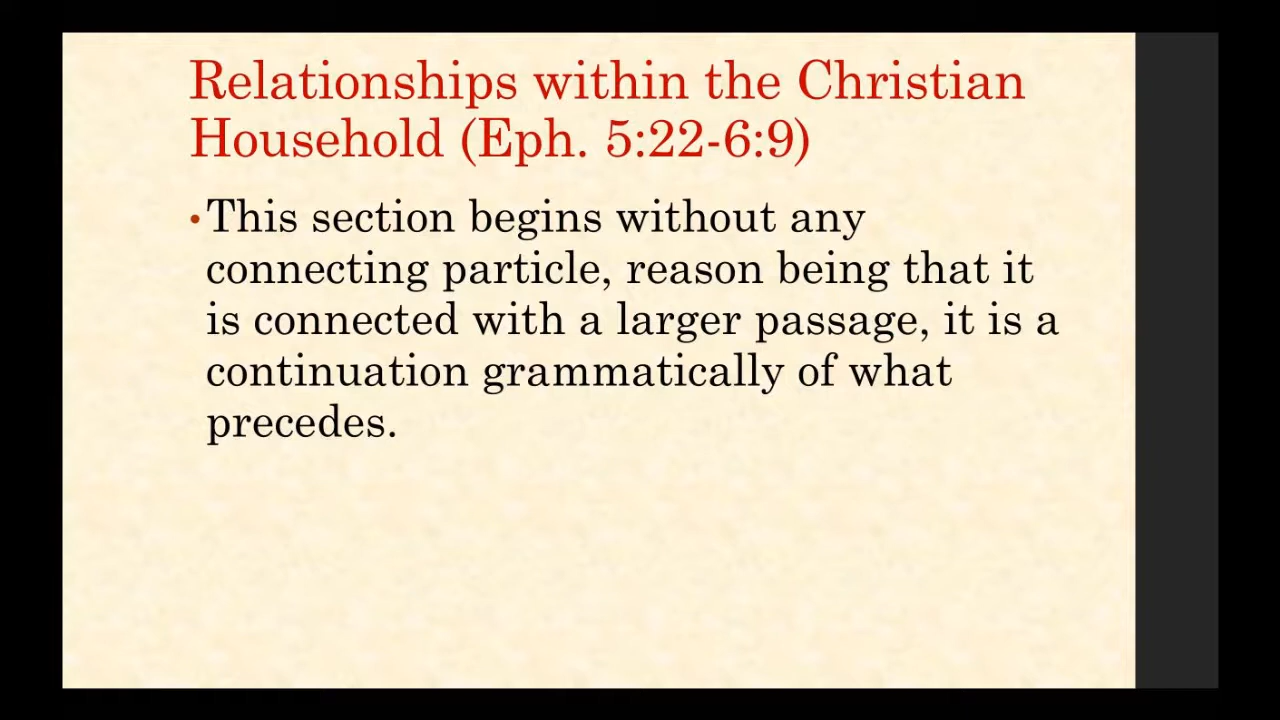 Relationships within the Christian
Household (Eph. 5:22-6:9)
•This section begins without any
connecting particle, reason being that it
is connected with a larger passage, it is a
continuation grammatically of what
precedes.